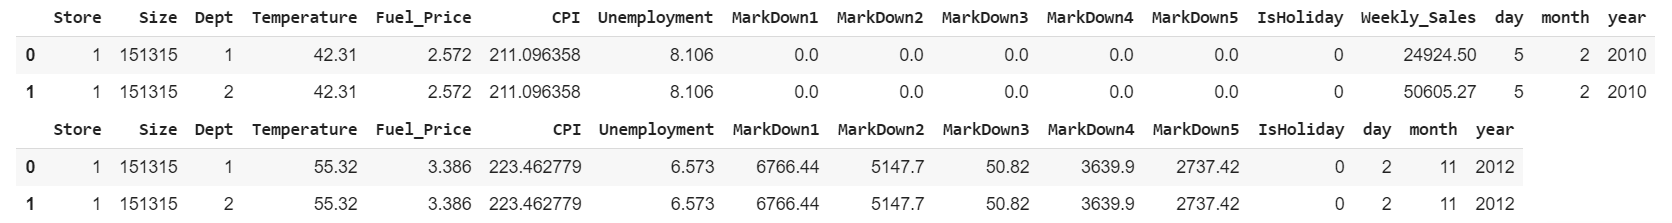 Store Size Dept Temperature Fuel_Price CPI Unemployment MarkDown1 MarkDown2 MarkDown3 MarkDown4 MarkDown5 IsHoliday Weekly_Sales day month year
0 1 151315 1 42.31 2.572 211.096358 8.106 0.0 0.0 0.0 0.0 0.0 0 24924.50 5 2 2010
1 1 151315 2 42.31 2.572 211.096358 8.106 0.0 0.0 0.0 0.0 0.0 0 50605.27 5 2 2010
Store Size Dept Temperature Fuel_Price CPI Unemployment MarkDown1 MarkDown2 MarkDown3 MarkDown4 MarkDown5 IsHoliday day month year
0 1 151315 1 55.32 3.386 223.462779 6.573 6766.44 5147.7 50.82 3639.9 2737.42 0 2 11 2012
1 1 151315 2 55.32 3.386 223.462779 6.573 6766.44 5147.7 50.82 3639.9 2737.42 0 2 11 2012